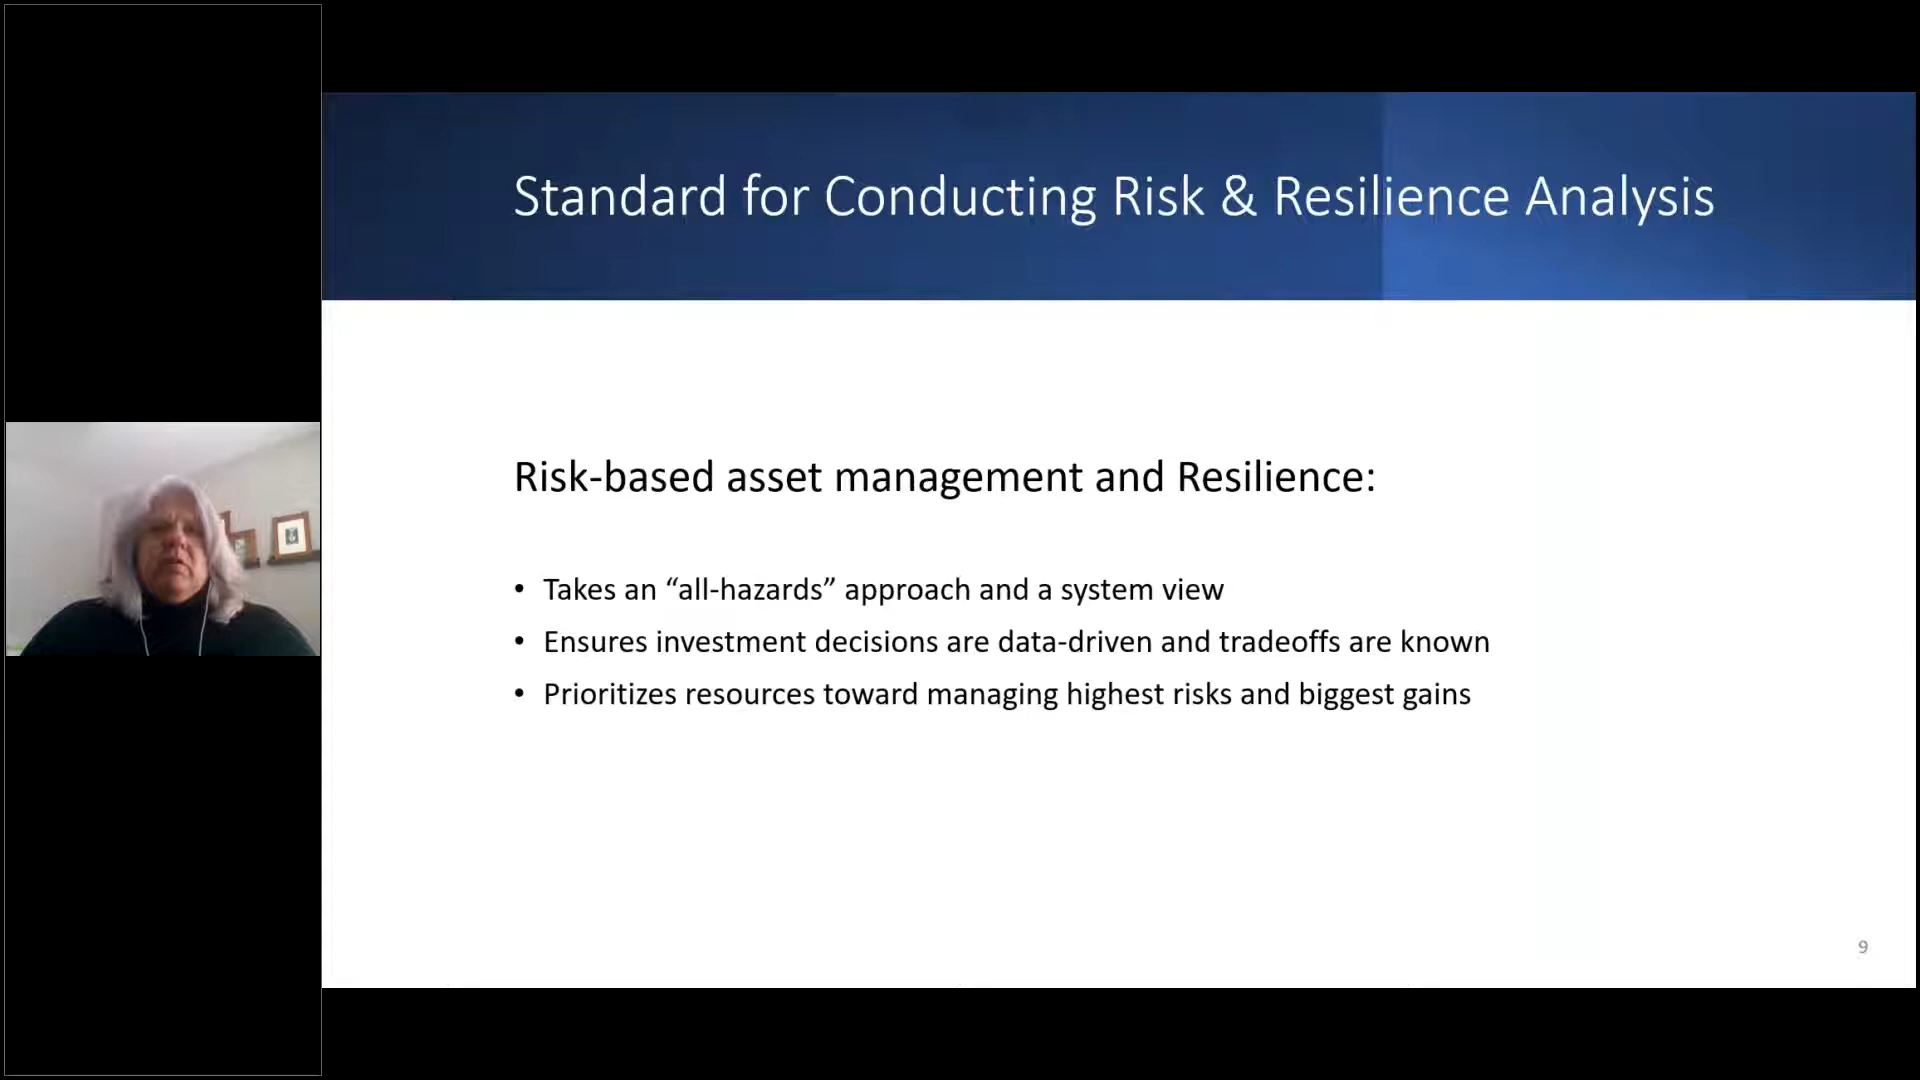 Standard for Conducting Risk & Resilience Analysis
Risk-based asset management and Resilience:
• Takes an “all-hazards” approach and a system view
• Ensures investment decisions are data-driven and tradeoffs are known
• Prioritizes resources toward managing highest risks and biggest gains
9